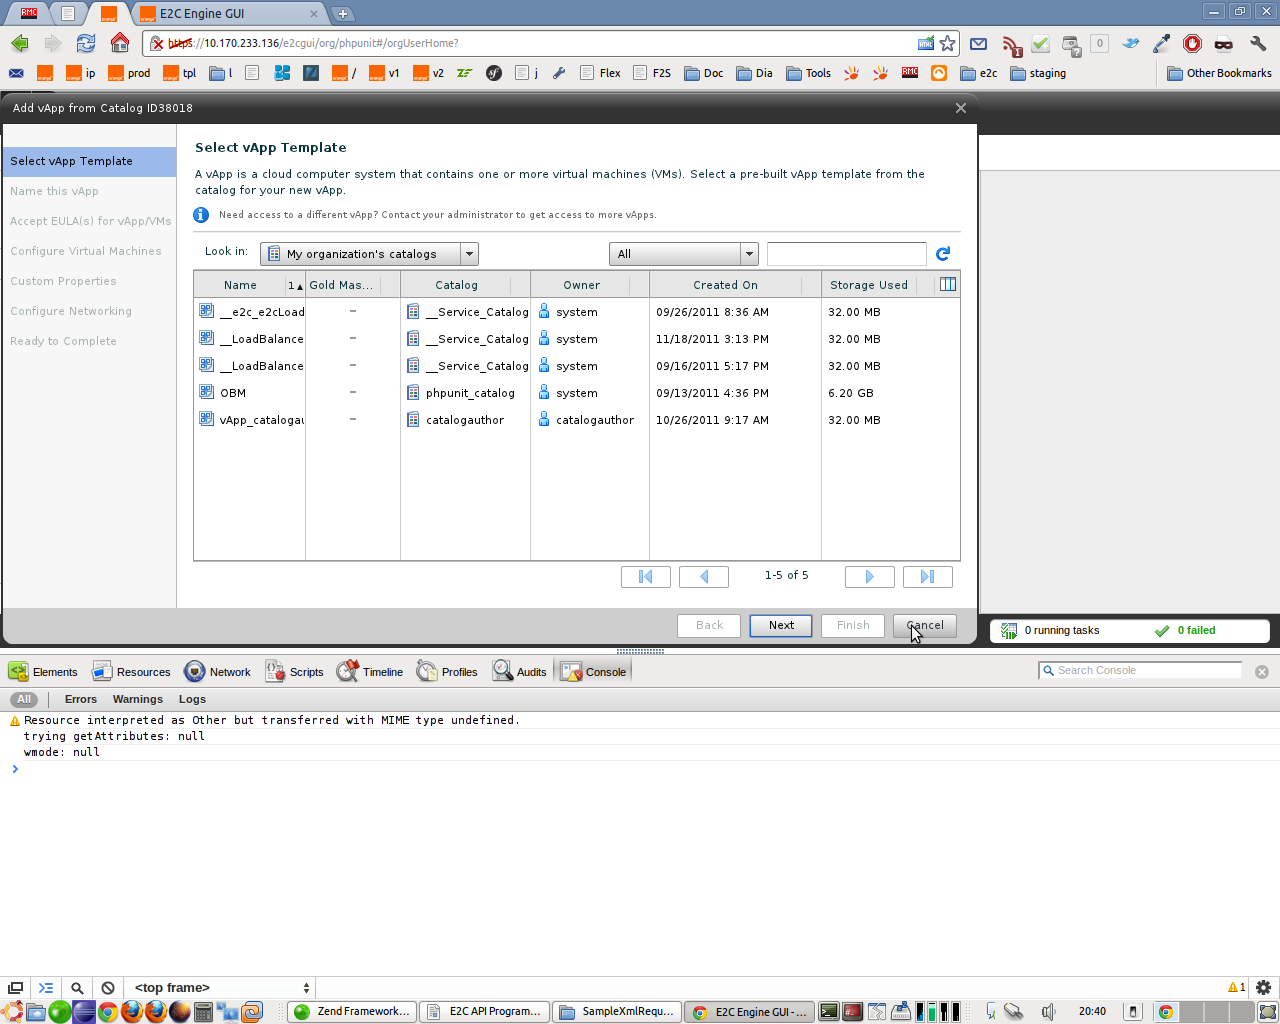 E2C Engine GUI
https://10.170.233.136/e2cgui/org/phpunit#/orgUserHome?
ip prod tpl l / v1 v2 j Flex F2S Doc Dia Tools e2c staging Other Bookmarks
Add vApp from Catalog ID38018
Select vApp Template
Name this vApp
Accept EULA(s) for vApp/VMs
Configure Virtual Machines
Custom Properties
Configure Networking
Ready to Complete
Select vApp Template
A vApp is a cloud computer system that contains one or more virtual machines (VMs). Select a pre-built vApp template from the
catalog for your new vApp.
Need access to a different vApp? Contact your administrator to get access to more vApps.
Look in: My organization's catalogs All
Name 1 Gold Mas... Catalog Owner Created On Storage Used
__e2c_e2cLoad – __Service_Catalog system 09/26/2011 8:36 AM 32.00 MB
__LoadBalance – __Service_Catalog system 11/18/2011 3:13 PM 32.00 MB
__LoadBalance – __Service_Catalog system 09/16/2011 5:17 PM 32.00 MB
OBM – phpunit_catalog system 09/13/2011 4:36 PM 6.20 GB
vApp_catalogau – catalogauthor catalogauthor 10/26/2011 9:17 AM 32.00 MB
1-5 of 5
Back Next Finish Cancel
0 running tasks 0 failed
Elements Resources Network Scripts Timeline Profiles Audits Console Search Console
All Errors Warnings Logs
Resource interpreted as Other but transferred with MIME type undefined.
trying getAttributes: null
wmode: null
<top frame> 1
Zend Framework... E2C API Program... SampleXmlRequ... E2C Engine GUI -... 20:40